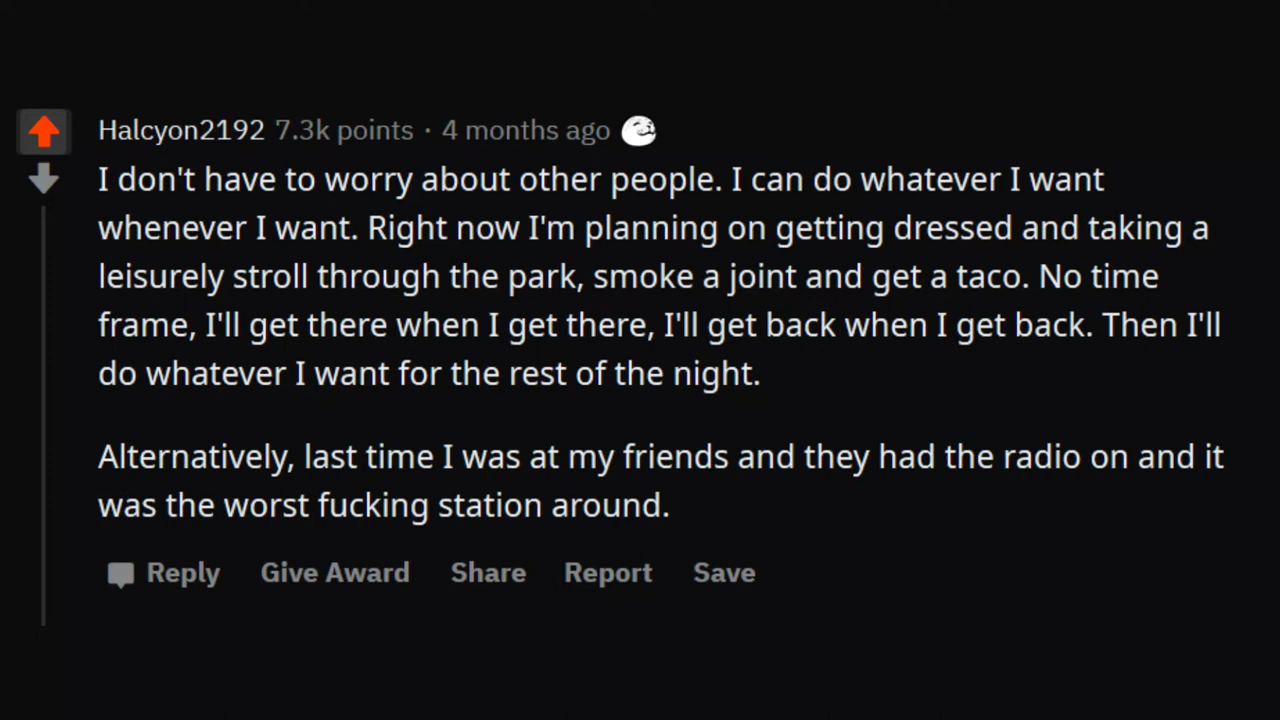 Halcyon2192 7.3k points · 4 months ago
I don't have to worry about other people. I can do whatever I want
whenever I want. Right now I'm planning on getting dressed and taking a
leisurely stroll through the park, smoke a joint and get a taco. No time
frame, I'll get there when I get there, I'll get back when I get back. Then I'll
do whatever I want for the rest of the night.
Alternatively, last time I was at my friends and they had the radio on and it
was the worst fucking station around.
Reply Give Award Share Report Save